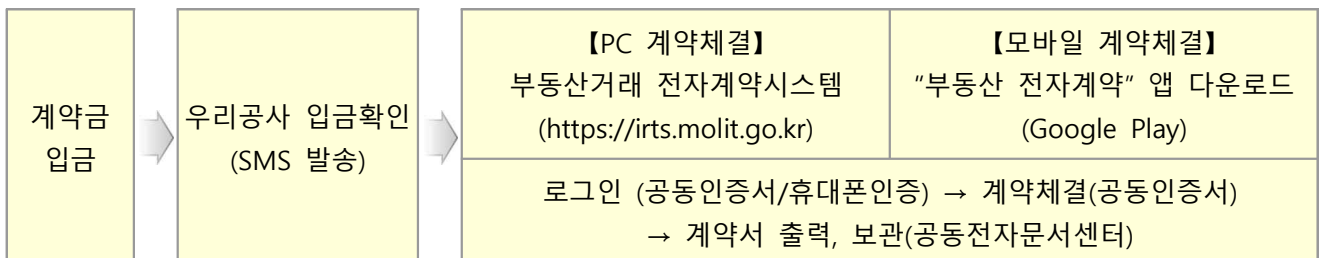 계약금
입금
우리공사 입금확인
(SMS 발송)
【PC 계약체결】
부동산거래 전자계약시스템
(https://irts.molit.go.kr)
【모바일 계약체결】
“부동산 전자계약” 앱 다운로드
(Google Play)
로그인 (공동인증서/휴대폰인증) → 계약체결(공동인증서)
→ 계약서 출력, 보관(공동전자문서센터)